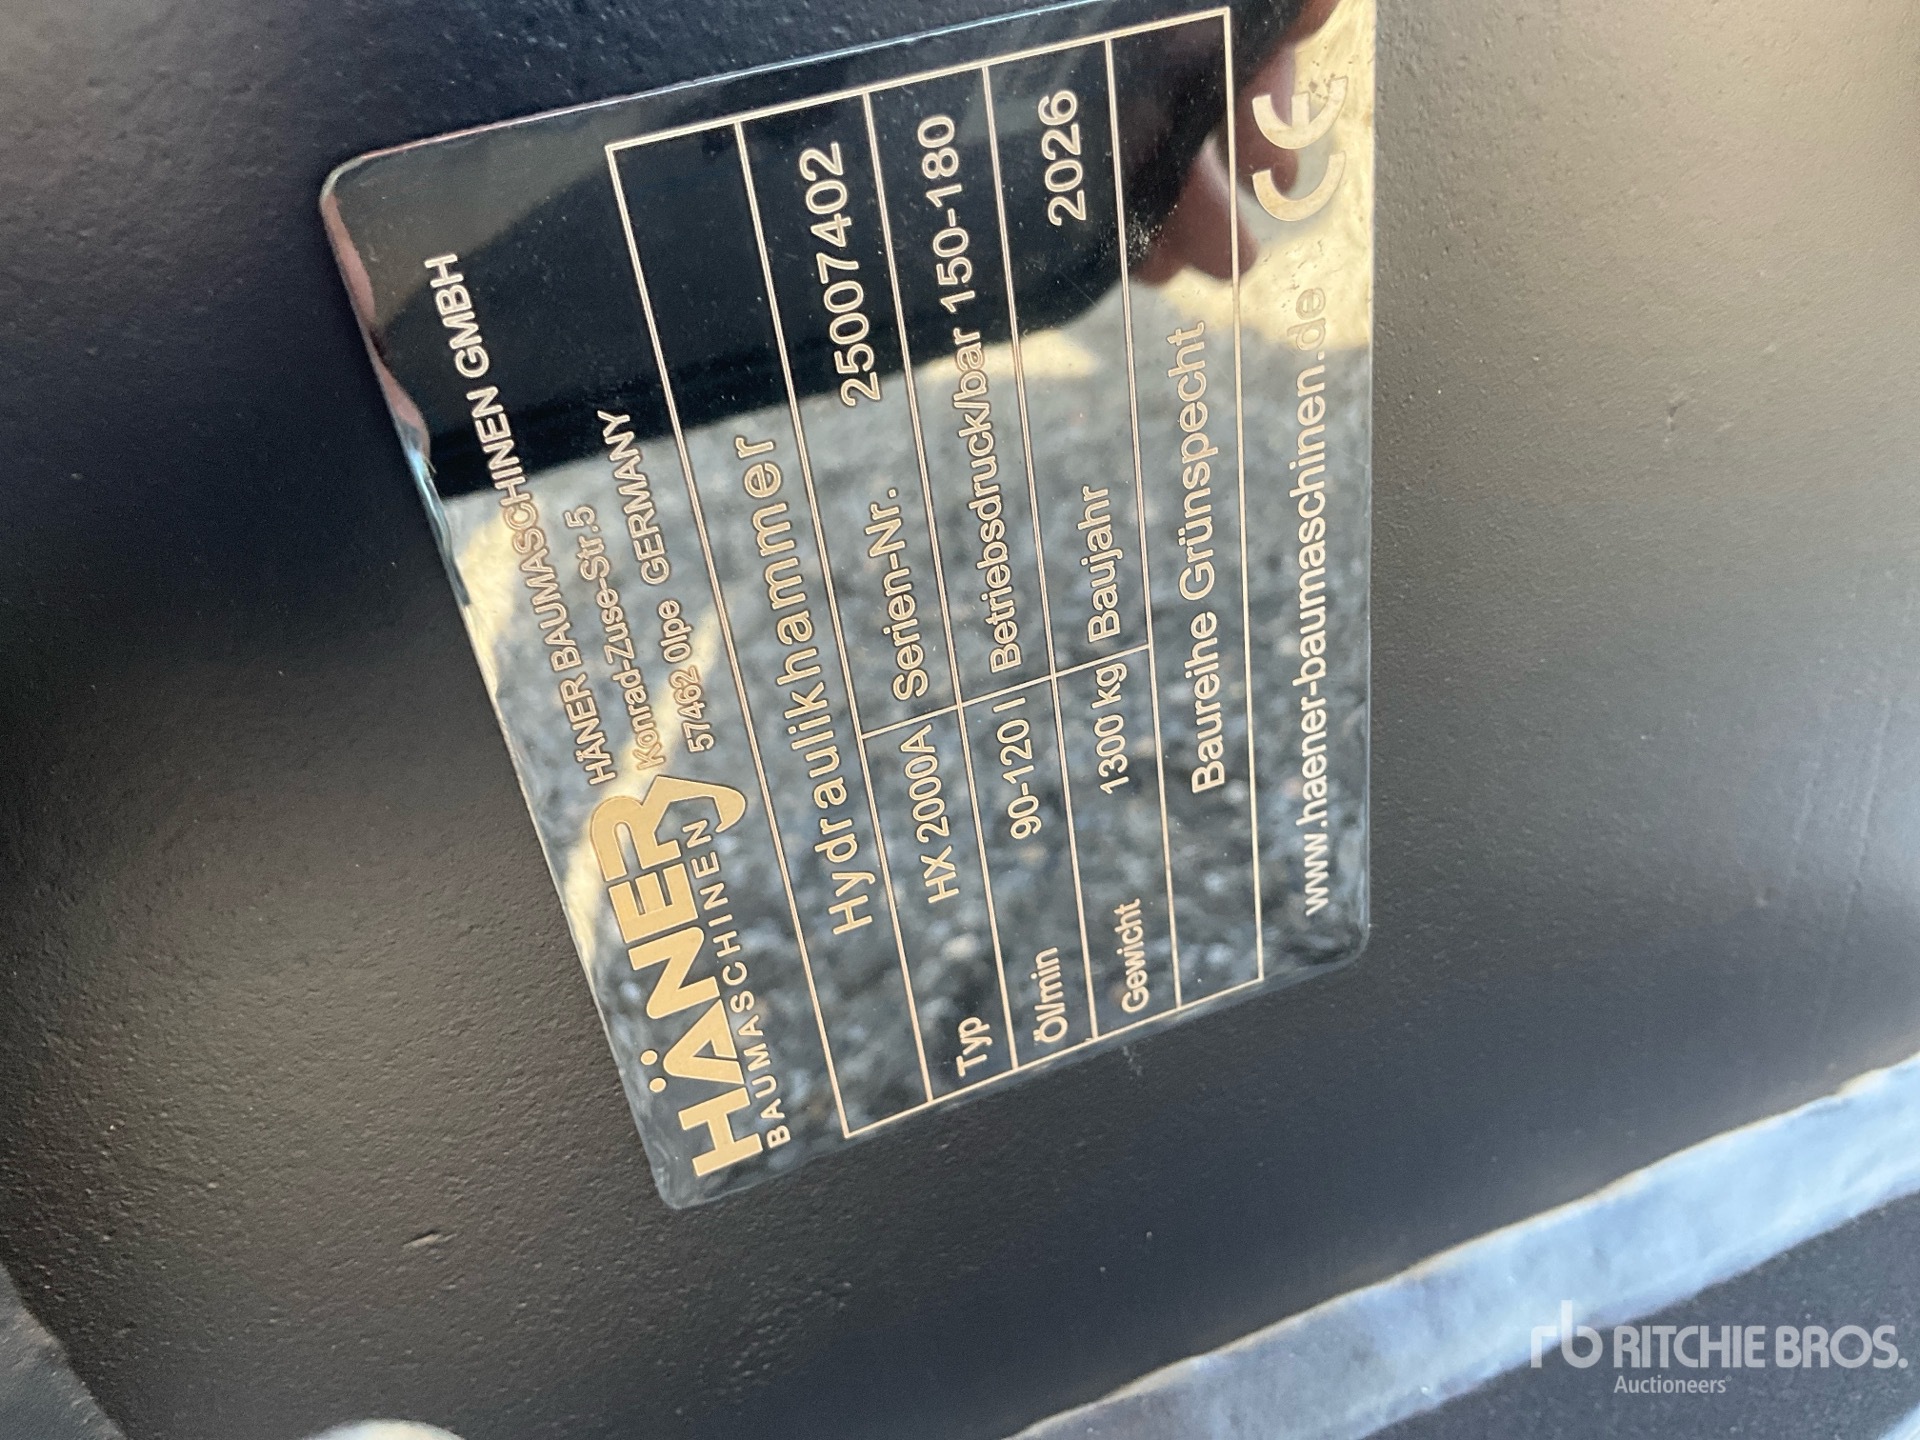 HÄNER
BAUMASCHINEN
HÄNER BAUMASCHINEN GMBH
Konrad-Zuse-Str.5
57462 Olpe GERMANY
Hydraulikhammer
Typ HX 2000A Serien-Nr. 25007402
Öl/min 90-120 l Betriebsdruck/bar 150-180
Gewicht 1300 kg Baujahr 2026
Baureihe Grünspecht
www.haener-baumaschinen.de CE
rb RITCHIE BROS.
Auctioneers